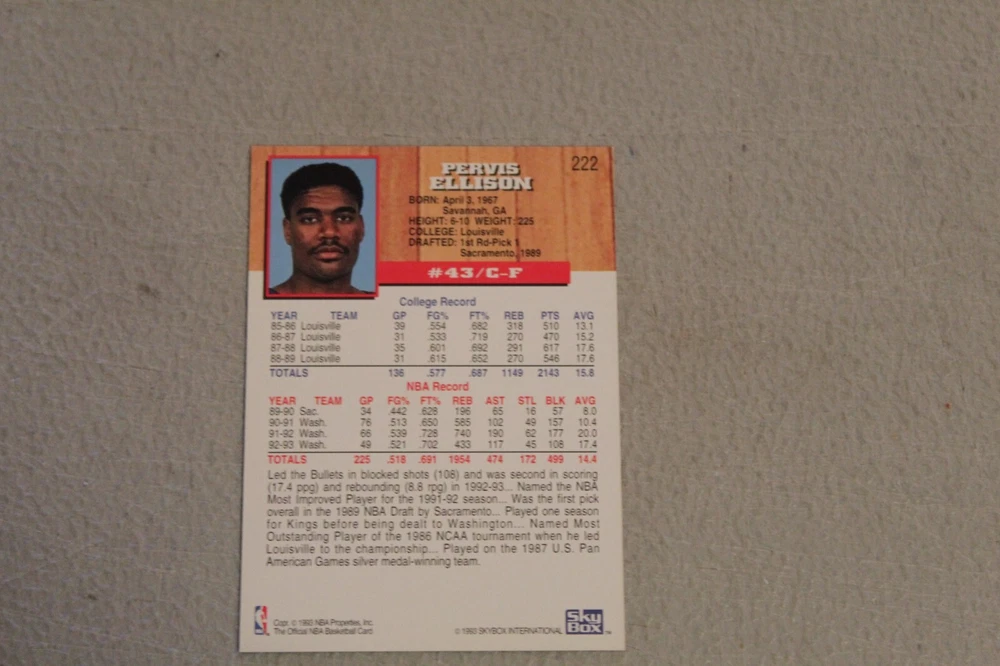 222
PERVIS
ELLISON
BORN: April 3, 1967
Savannah, GA
HEIGHT: 6-10 WEIGHT: 225
COLLEGE: Louisville
DRAFTED: 1st Rd-Pick 1
Sacramento, 1989
#43/C-F
College Record
YEAR TEAM GP FG% FT% REB PTS AVG
85-86 Louisville 39 .554 .682 318 510 13.1
86-87 Louisville 31 .533 .719 270 470 15.2
87-88 Louisville 35 .601 .692 291 617 17.6
88-89 Louisville 31 .615 .652 270 546 17.6
TOTALS 136 .577 .687 1149 2143 15.8
NBA Record
YEAR TEAM GP FG% FT% REB AST STL BLK AVG
89-90 Sac. 34 .442 .628 196 65 16 57 8.0
90-91 Wash. 76 .513 .650 585 102 49 157 10.4
91-92 Wash. 66 .539 .728 740 190 62 177 20.0
92-93 Wash. 49 .521 .702 433 117 45 108 17.4
TOTALS 225 .518 .691 1954 474 172 499 14.4
Led the Bullets in blocked shots (108) and was second in scoring
(17.4 ppg) and rebounding (8.8 rpg) in 1992-93... Named the NBA
Most Improved Player for the 1991-92 season... Was the first pick
overall in the 1989 NBA Draft by Sacramento... Played one season
for Kings before being dealt to Washington... Named Most
Outstanding Player of the 1986 NCAA tournament when he led
Louisville to the championship... Played on the 1987 U.S. Pan
American Games silver medal-winning team.
Copr. © 1993 NBA Properties, Inc.
The Official NBA Basketball Card
© 1993 SKYBOX INTERNATIONAL
Sky
Box ™